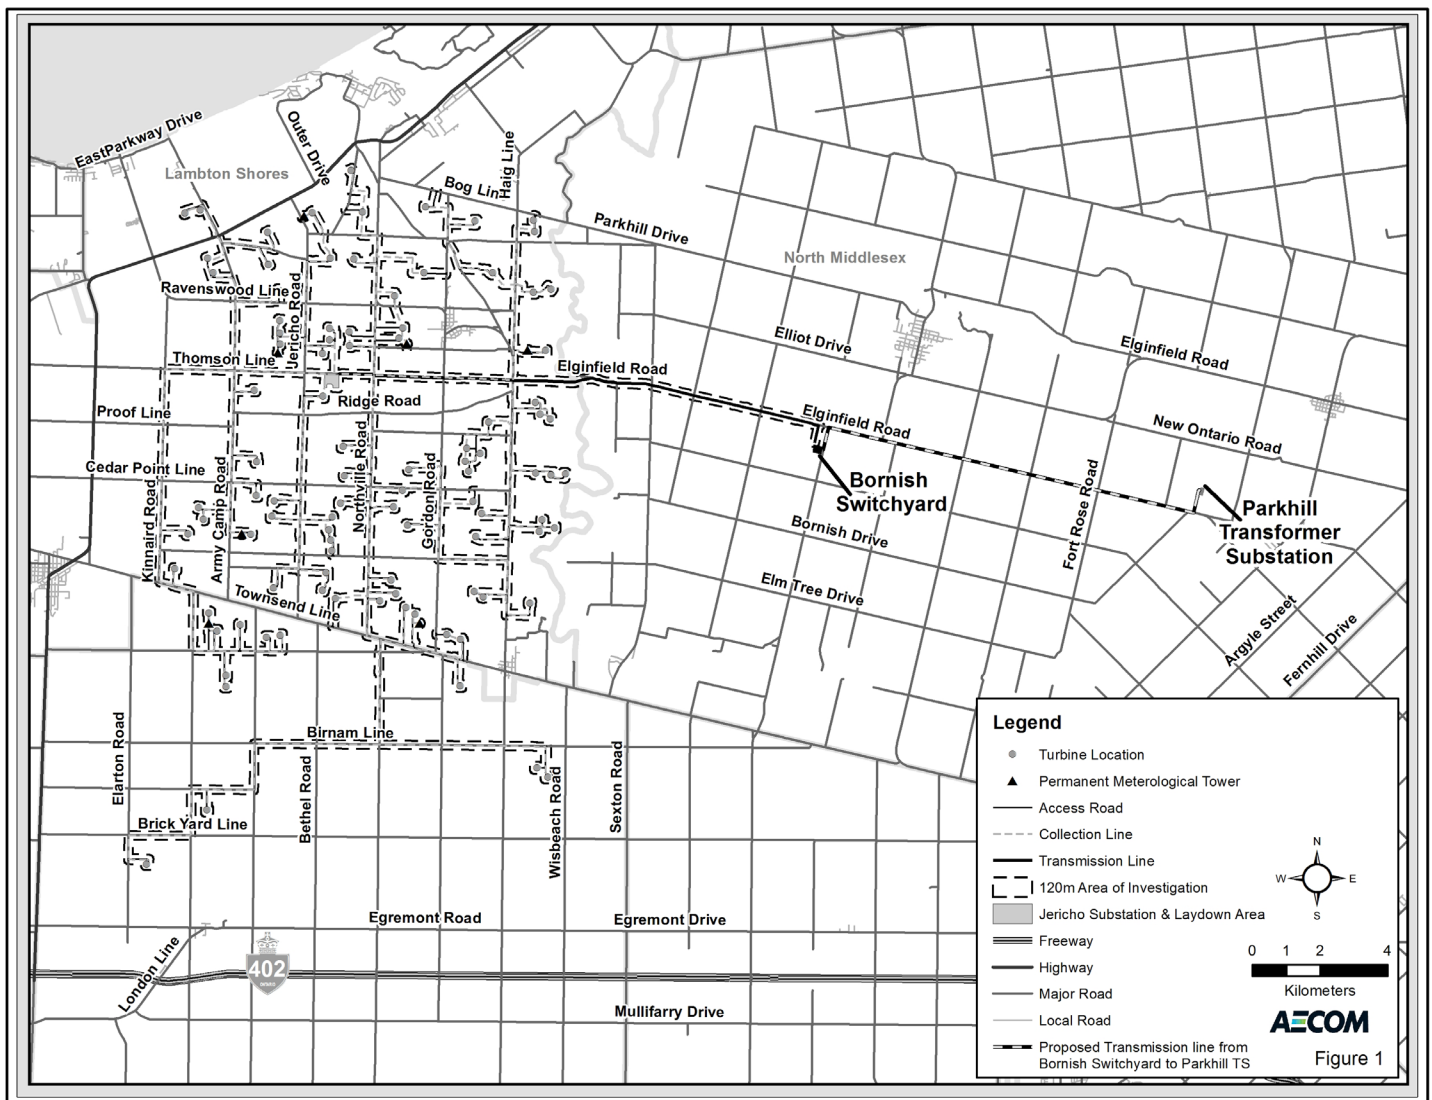 EastParkway Drive
Outer Drive
Lambton Shores
Haig Line
Bog Line
Parkhill Drive
North Middlesex
Ravenswood Line
Jericho Road
Elliot Drive
Elginfield Road
Thomson Line
Elginfield Road
Ridge Road
Proof Line
Elginfield Road
New Ontario Road
Cedar Point Line
Northville Road
Gordon Road
Army Camp Road
Kinnaird Road
Fort Rose Road
Bornish
Switchyard
Parkhill
Transformer
Substation
Bornish Drive
Elm Tree Drive
Townsend Line
Argyle Street
Fernhill Drive
Birnam Line
Elarton Road
Bethel Road
Wisbeach Road
Sexton Road
Brick Yard Line
Egremont Road
Egremont Drive
London Line
402
Mullifarry Drive
Legend
Turbine Location
Permanent Meterological Tower
Access Road
Collection Line
Transmission Line
120m Area of Investigation
Jericho Substation & Laydown Area
Freeway
Highway
Major Road
Local Road
Proposed Transmission line from
Bornish Switchyard to Parkhill TS
N
W E
S
0 1 2 4
Kilometers
AECOM
Figure 1